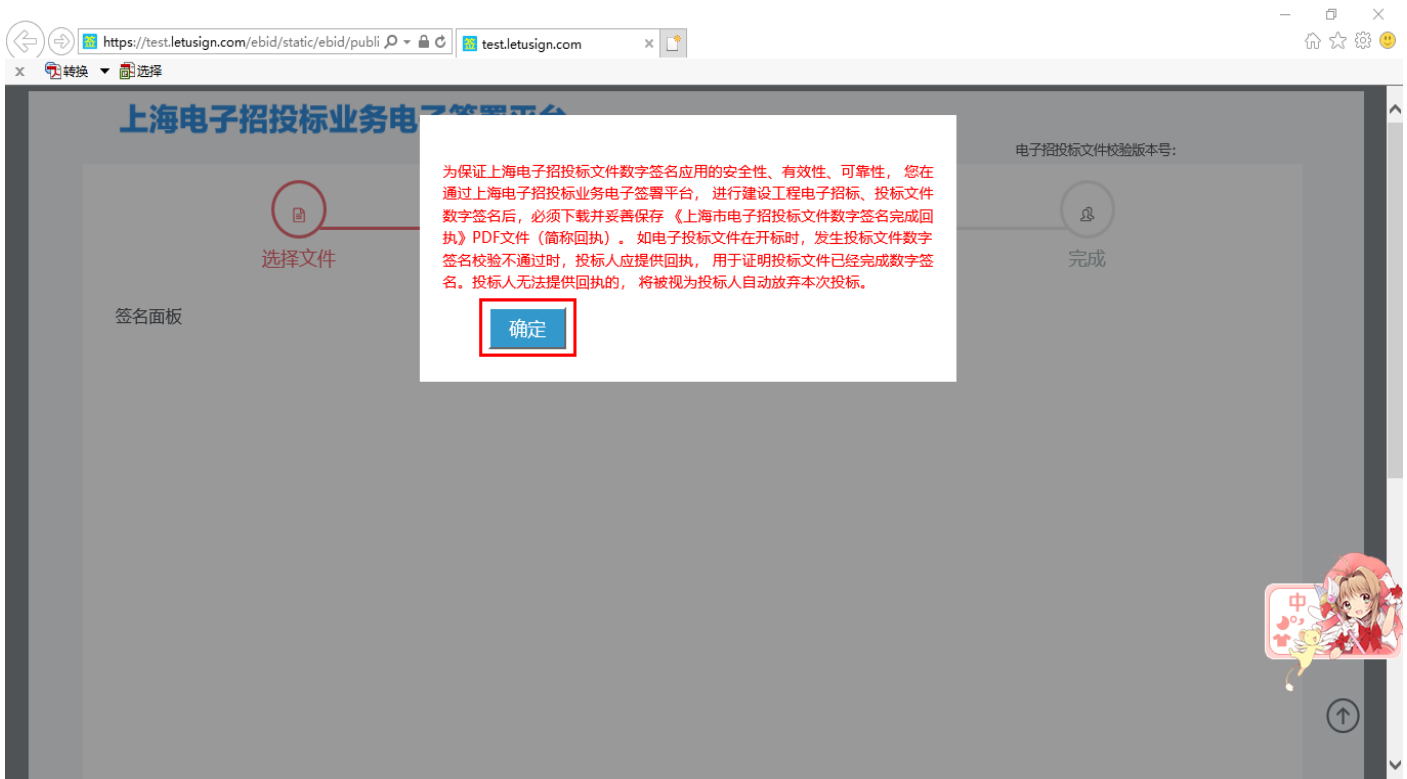 https://test.letusign.com/ebid/static/ebid/publi
test.letusign.com
x 转换 选择
上海电子招投标业务电子签署平台
电子招投标文件校验版本号：
为保证上海电子招投标文件数字签名应用的安全性、有效性、可靠性， 您在
通过上海电子招投标业务电子签署平台， 进行建设工程电子招标、投标文件
数字签名后，必须下载并妥善保存 《上海市电子招投标文件数字签名完成回
执》PDF文件（简称回执）。 如电子投标文件在开标时，发生投标文件数字
签名校验不通过时，投标人应提供回执， 用于证明投标文件已经完成数字签
名。投标人无法提供回执的， 将被视为投标人自动放弃本次投标。
确定
选择文件
完成
签名面板
中